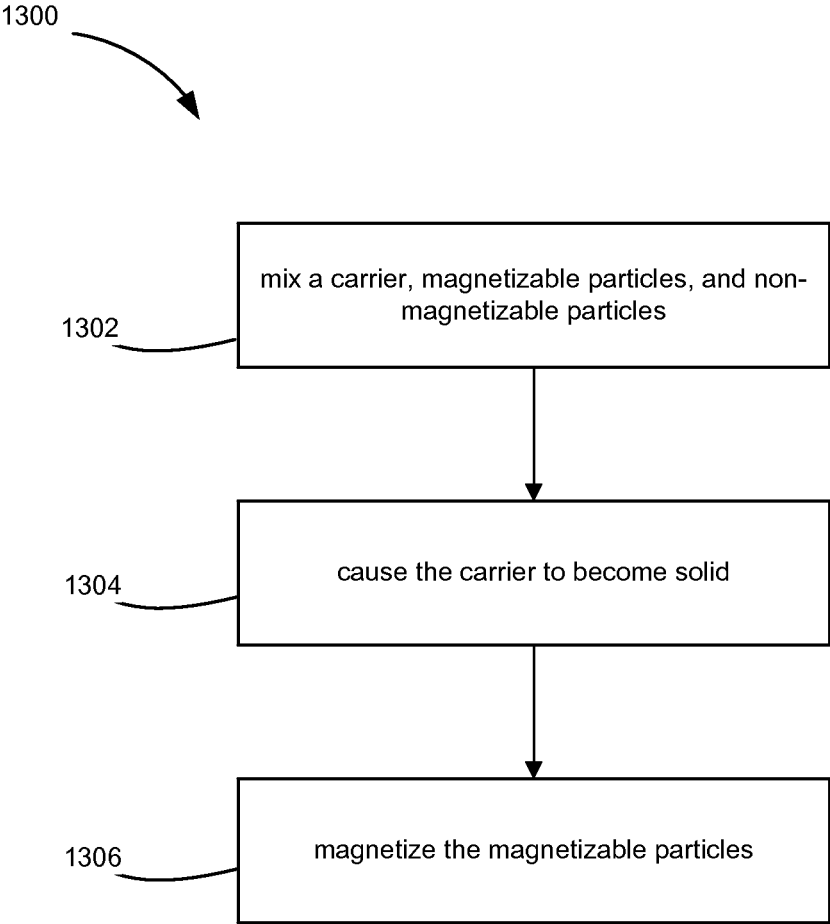 1300
mix a carrier, magnetizable particles, and non-
magnetizable particles
1302
cause the carrier to become solid
1304
magnetize the magnetizable particles
1306